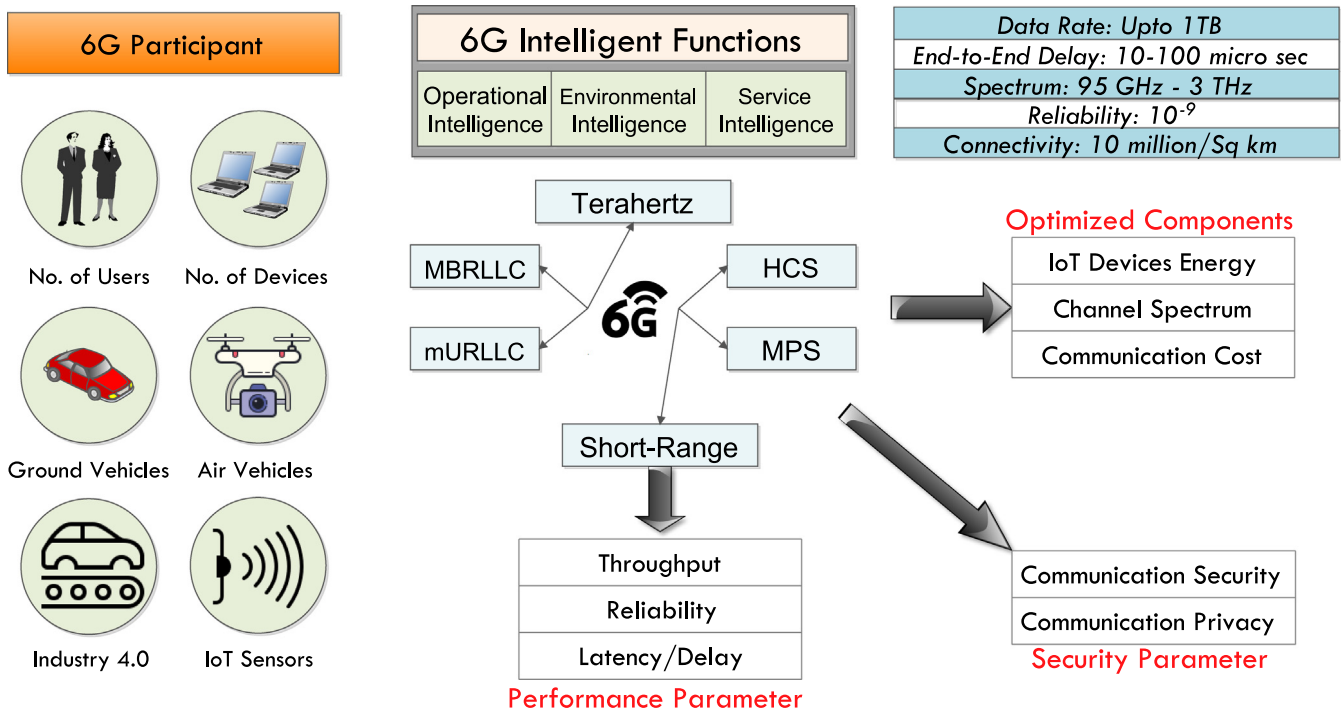 6G Participant
No. of Users
No. of Devices
Ground Vehicles
Air Vehicles
Industry 4.0
IoT Sensors
6G Intelligent Functions
Operational
Intelligence
Environmental
Intelligence
Service
Intelligence
Data Rate: Upto 1TB
End-to-End Delay: 10-100 micro sec
Spectrum: 95 GHz - 3 THz
Reliability: 10⁻⁹
Connectivity: 10 million/Sq km
Terahertz
MBRLLC
HCS
6G
mURLLC
MPS
Short-Range
Optimized Components
IoT Devices Energy
Channel Spectrum
Communication Cost
Throughput
Reliability
Latency/Delay
Performance Parameter
Communication Security
Communication Privacy
Security Parameter